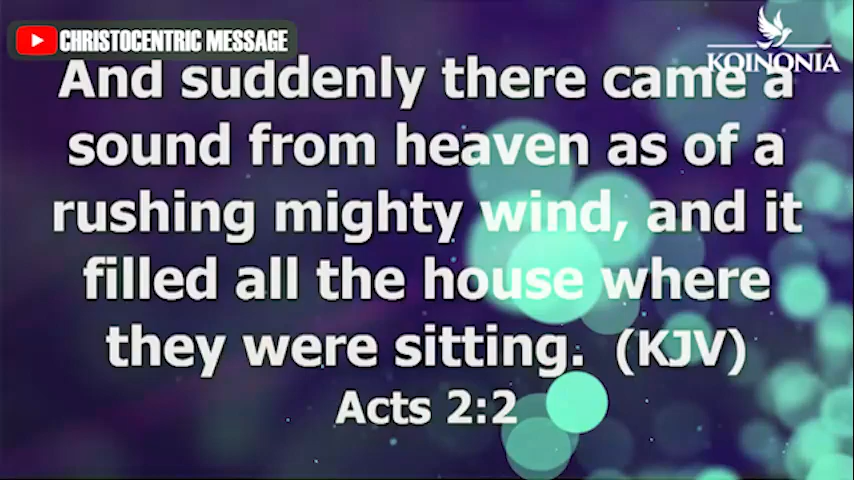 CHRISTOCENTRIC MESSAGE
KOINONIA
And suddenly there came a
sound from heaven as of a
rushing mighty wind, and it
filled all the house where
they were sitting. (KJV)
Acts 2:2